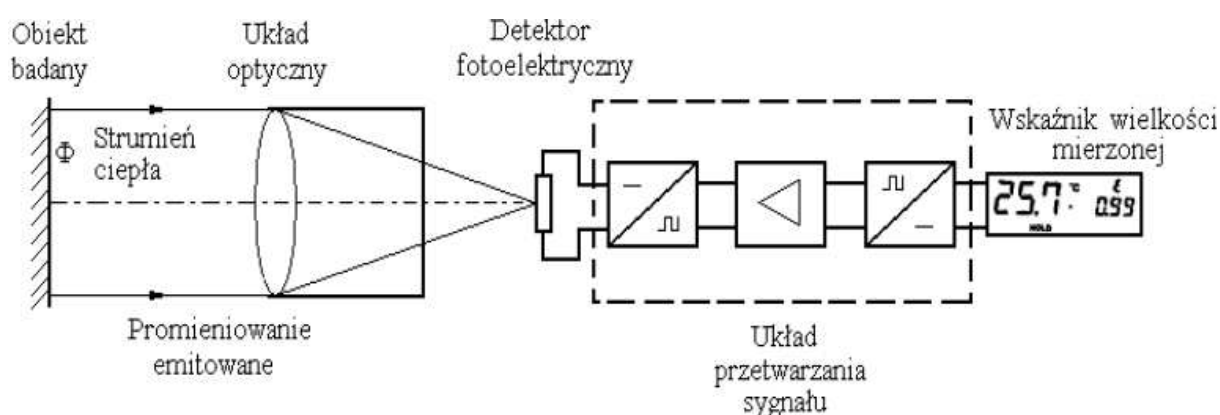 Obiekt
badany
Układ
optyczny
Detektor
fotoelektryczny
Φ Strumień
ciepła
Promieniowanie
emitowane
Układ
przetwarzania
sygnału
Wskaźnik wielkości
mierzonej
25.7 °C ε
0.99
HOLD